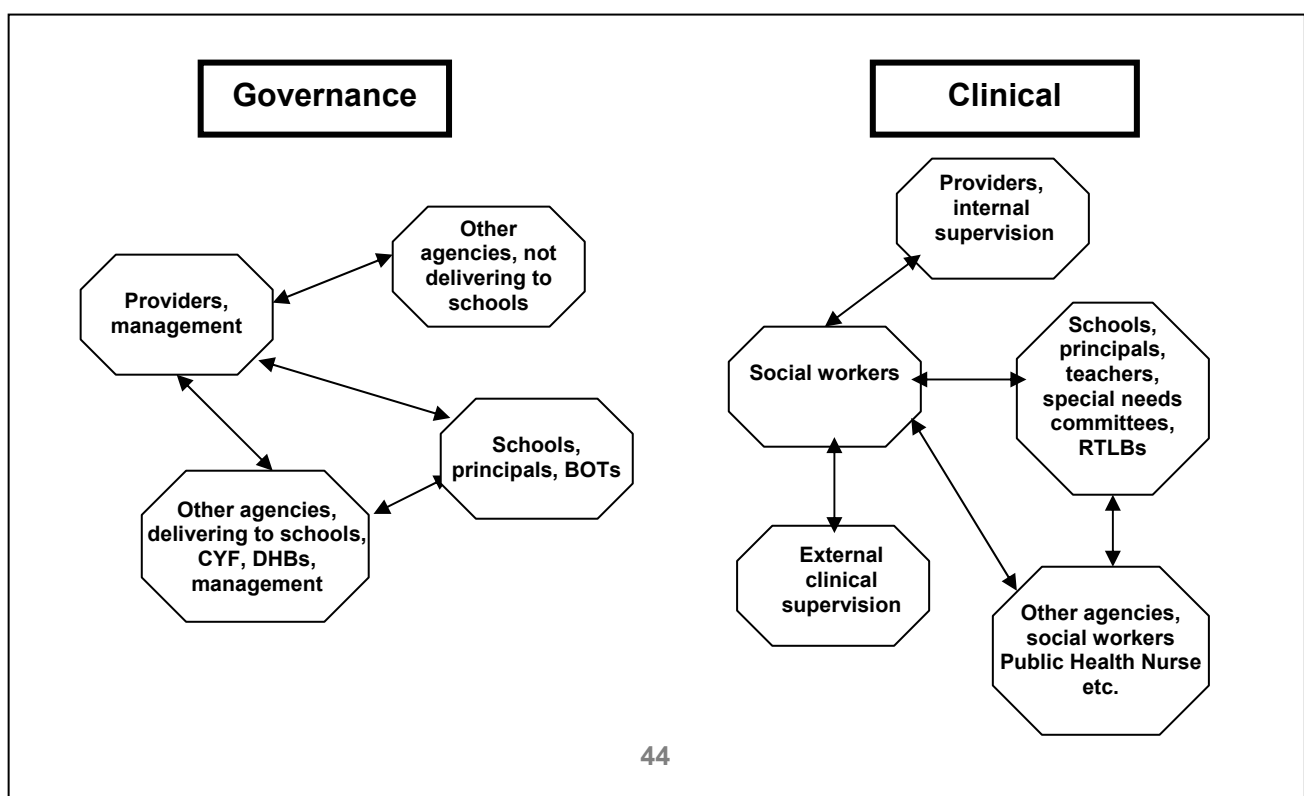 Governance
Other
agencies, not
delivering to
schools
Providers,
management
Schools,
principals, BOTs
Other agencies,
delivering to schools,
CYF, DHBs,
management
Clinical
Providers,
internal
supervision
Social workers
Schools,
principals,
teachers,
special needs
committees,
RTLBs
External
clinical
supervision
Other agencies,
social workers
Public Health Nurse
etc.
44